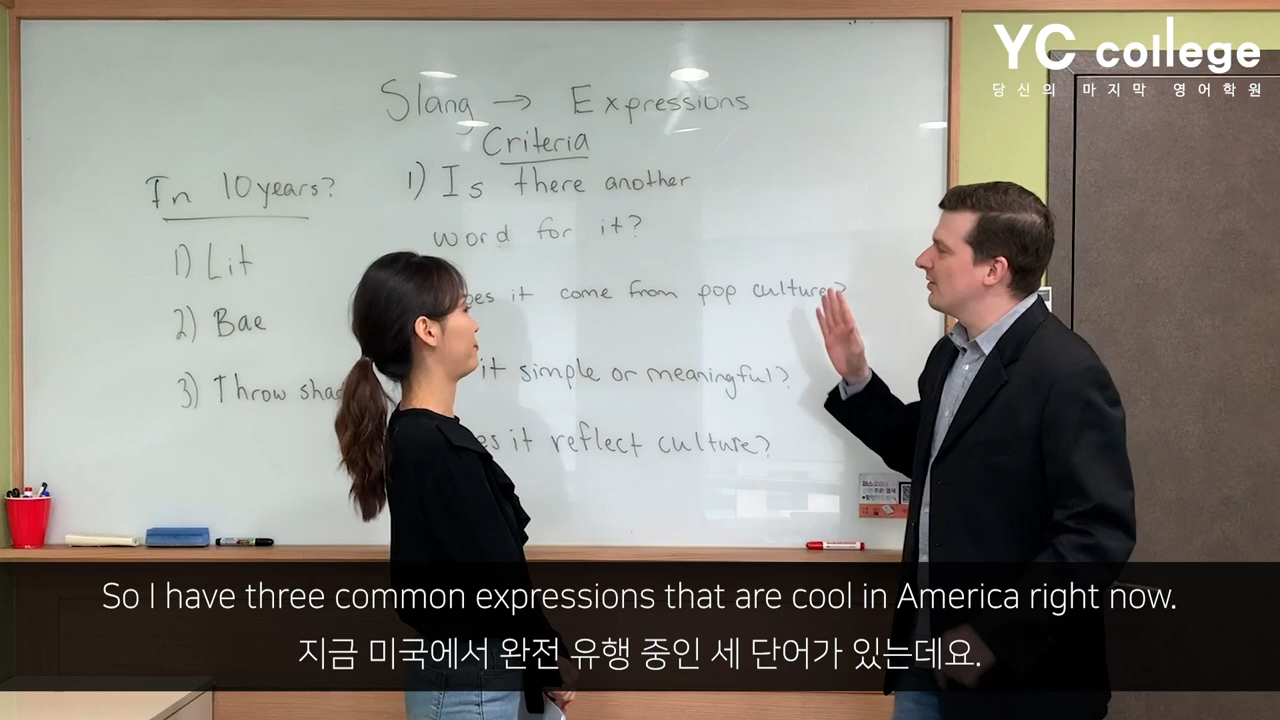 YC college
당신의 마지막 영어학원
Slang → Expressions
Criteria
1) Is there another
word for it?
es it come from pop culture?
it simple or meaningful?
es it reflect culture?
In 10 years?
1) Lit
2) Bae
3) Throw sha
So I have three common expressions that are cool in America right now.
지금 미국에서 완전 유행 중인 세 단어가 있는데요.